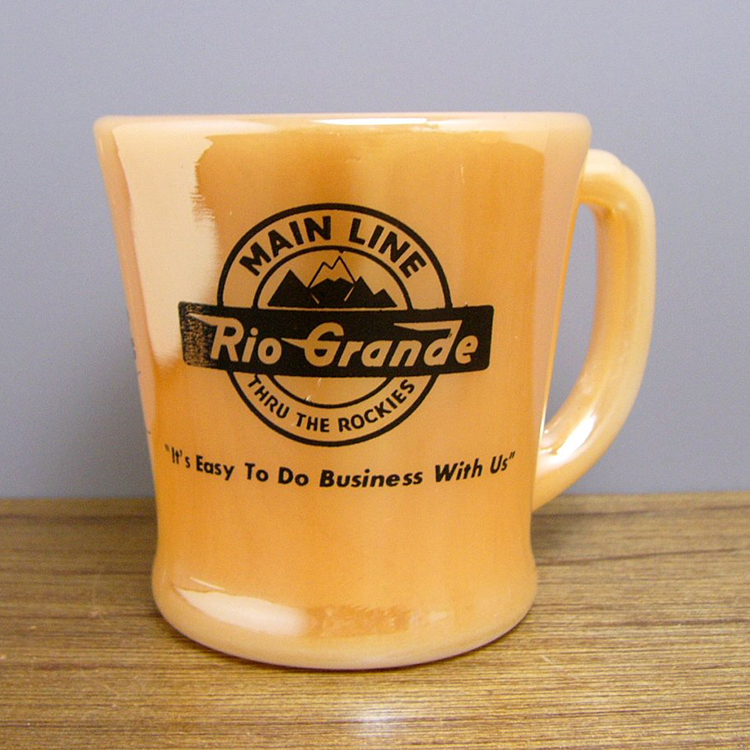 MAIN LINE
Rio Grande
THRU THE ROCKIES
"It's Easy To Do Business With Us"